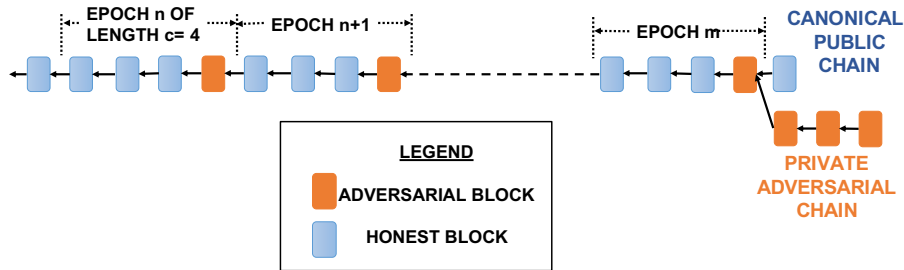 EPOCH n OF
LENGTH c= 4
EPOCH n+1
EPOCH m
CANONICAL
PUBLIC
CHAIN
PRIVATE
ADVERSARIAL
CHAIN
LEGEND
ADVERSARIAL BLOCK
HONEST BLOCK